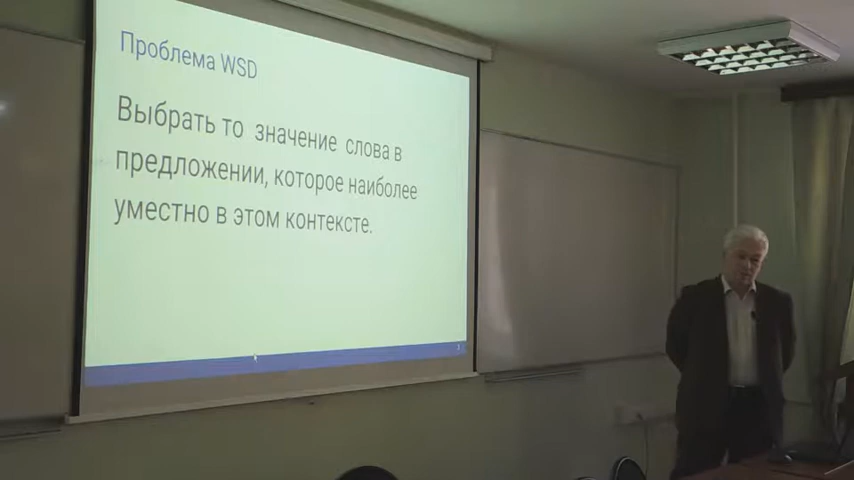 Проблема WSD
Выбрать то значение слова в
предложении, которое наиболее
уместно в этом контексте.